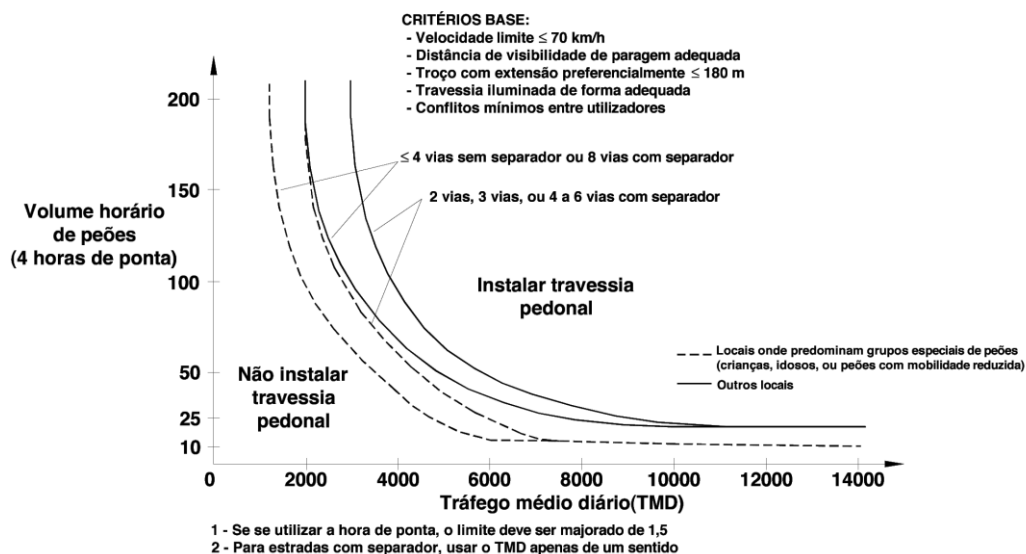 CRITÉRIOS BASE:
- Velocidade limite ≤ 70 km/h
- Distância de visibilidade de paragem adequada
- Troço com extensão preferencialmente ≤ 180 m
- Travessia iluminada de forma adequada
- Conflitos mínimos entre utilizadores
200
≤ 4 vias sem separador ou 8 vias com separador
150
2 vias, 3 vias, ou 4 a 6 vias com separador
Volume horário
de peões
(4 horas de ponta)
100
Instalar travessia
pedonal
Locais onde predominam grupos especiais de peões
(crianças, idosos, ou peões com mobilidade reduzida)
Outros locais
50
Não instalar
travessia
pedonal
25
10
0
2000
4000
6000
8000
10000
12000
14000
Tráfego médio diário(TMD)
1 - Se se utilizar a hora de ponta, o limite deve ser majorado de 1,5
2 - Para estradas com separador, usar o TMD apenas de um sentido